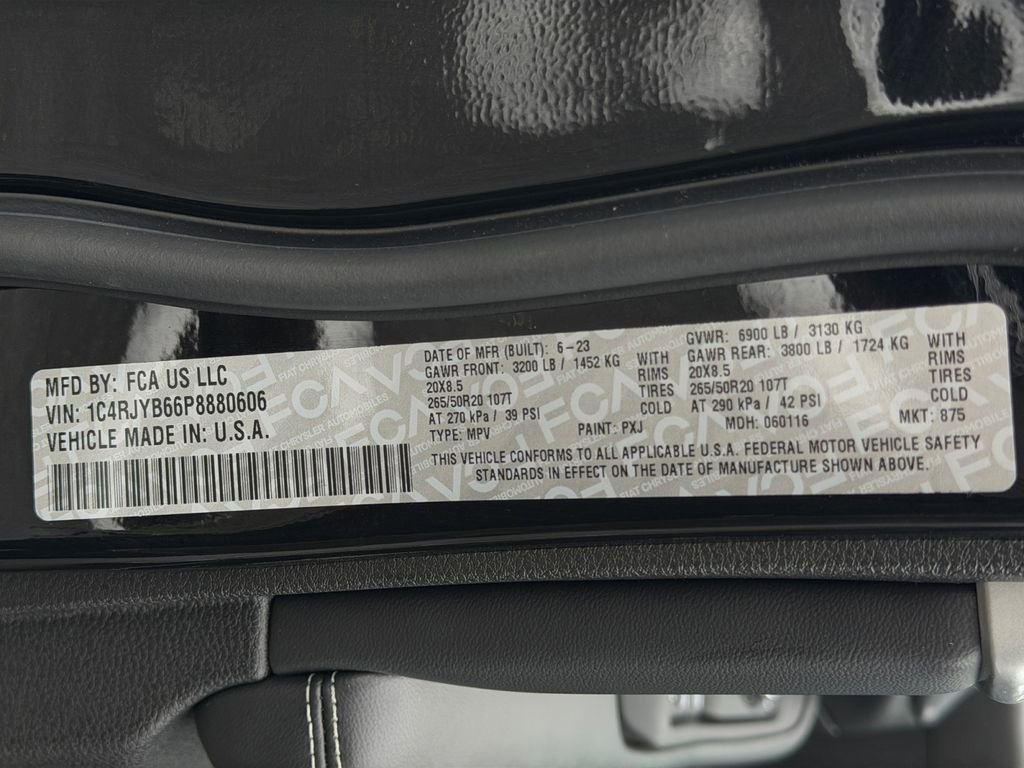 MFD BY: FCA US LLC
VIN: 1C4RJYB66P8880606
VEHICLE MADE IN: U.S.A.
DATE OF MFR (BUILT): 6-23
GVWR: 6900 LB / 3130 KG
GAWR FRONT: 3200 LB / 1452 KG WITH
GAWR REAR: 3800 LB / 1724 KG WITH
20X8.5 RIMS
20X8.5 RIMS
265/50R20 107T TIRES
265/50R20 107T TIRES
AT 270 kPa / 39 PSI COLD
AT 290 kPa / 42 PSI COLD
TYPE: MPV PAINT: PXJ MDH: 060116 MKT: 875
THIS VEHICLE CONFORMS TO ALL APPLICABLE U.S.A. FEDERAL MOTOR VEHICLE SAFETY
STANDARDS IN EFFECT ON THE DATE OF MANUFACTURE SHOWN ABOVE.